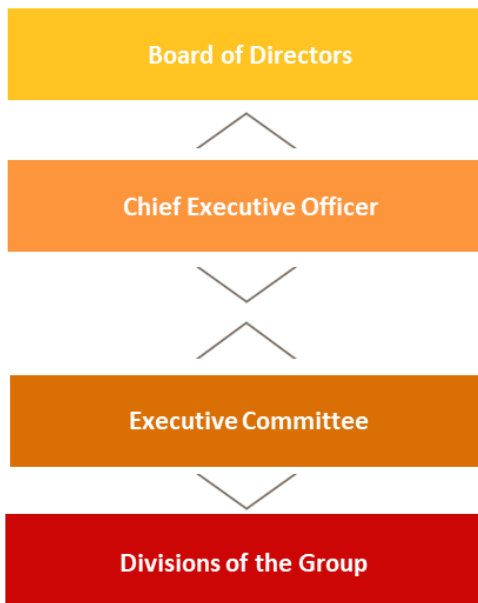 Board of Directors
Chief Executive Officer
Executive Committee
Divisions of the Group